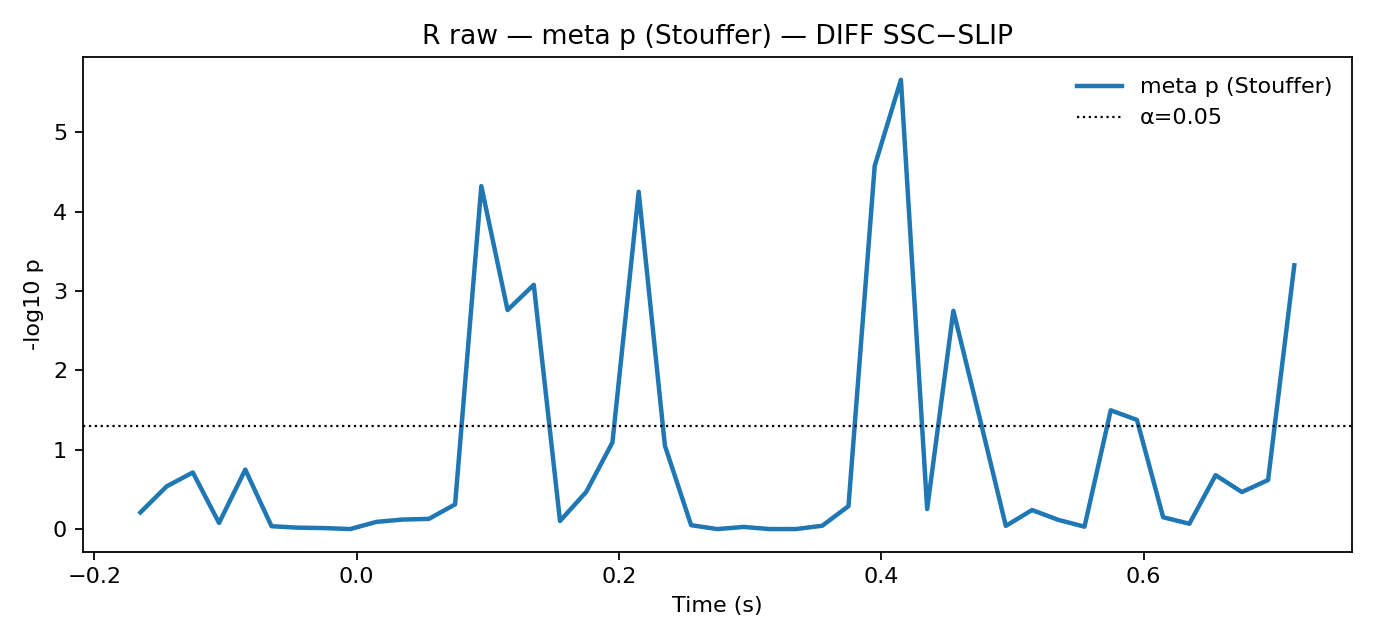 R raw — meta p (Stouffer) — DIFF SSC−SLIP
meta p (Stouffer)
α=0.05
-log10 p
5
4
3
2
1
0
−0.2
0.0
0.2
0.4
0.6
Time (s)